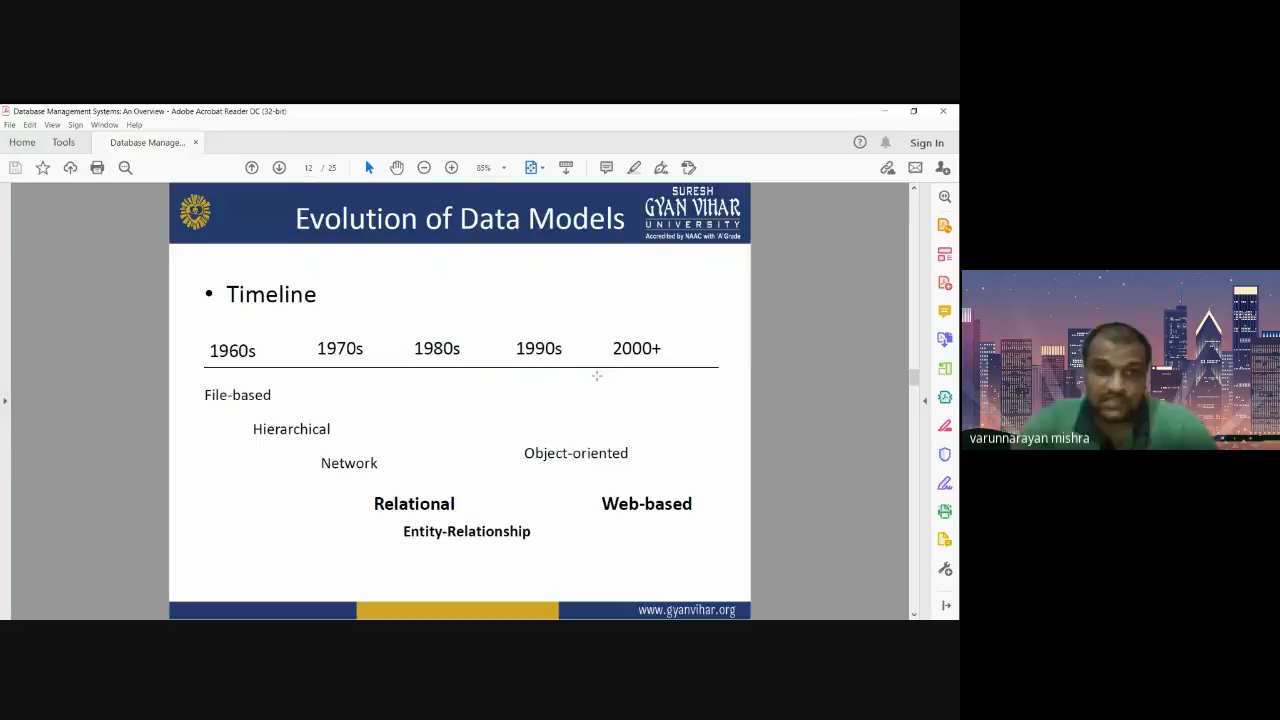 Database Management Systems: An Overview - Adobe Acrobat Reader DC (32-bit)
File Edit View Sign Window Help
Home Tools Database Manage... × Sign In
12 / 25 85%
Evolution of Data Models
SURESH
GYAN VIHAR
UNIVERSITY
Accredited by NAAC with 'A' Grade
• Timeline
1960s 1970s 1980s 1990s 2000+
File-based
Hierarchical
Object-oriented
Network
Relational Web-based
Entity-Relationship
www.gyanvihar.org
varunnarayan mishra